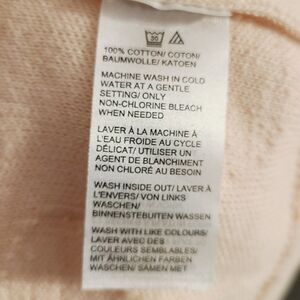 30
100% COTTON/ COTON/
BAUMWOLLE/ KATOEN
MACHINE WASH IN COLD
WATER AT A GENTLE
SETTING/ ONLY
NON-CHLORINE BLEACH
WHEN NEEDED
LAVER À LA MACHINE À
L'EAU FROIDE AU CYCLE
DÉLICAT/ UTILISER UN
AGENT DE BLANCHIMENT
NON CHLORÉ AU BESOIN
WASH INSIDE OUT/ LAVER À
L'ENVERS/ VON LINKS
WASCHEN/
BINNENSTEBUITEN WASSEN
WASH WITH LIKE COLOURS/
LAVER AVEC DES
COULEURS SEMBLABLES/
MIT ÄHNLICHEN FARBEN
WASCHEN/ SAMEN MET